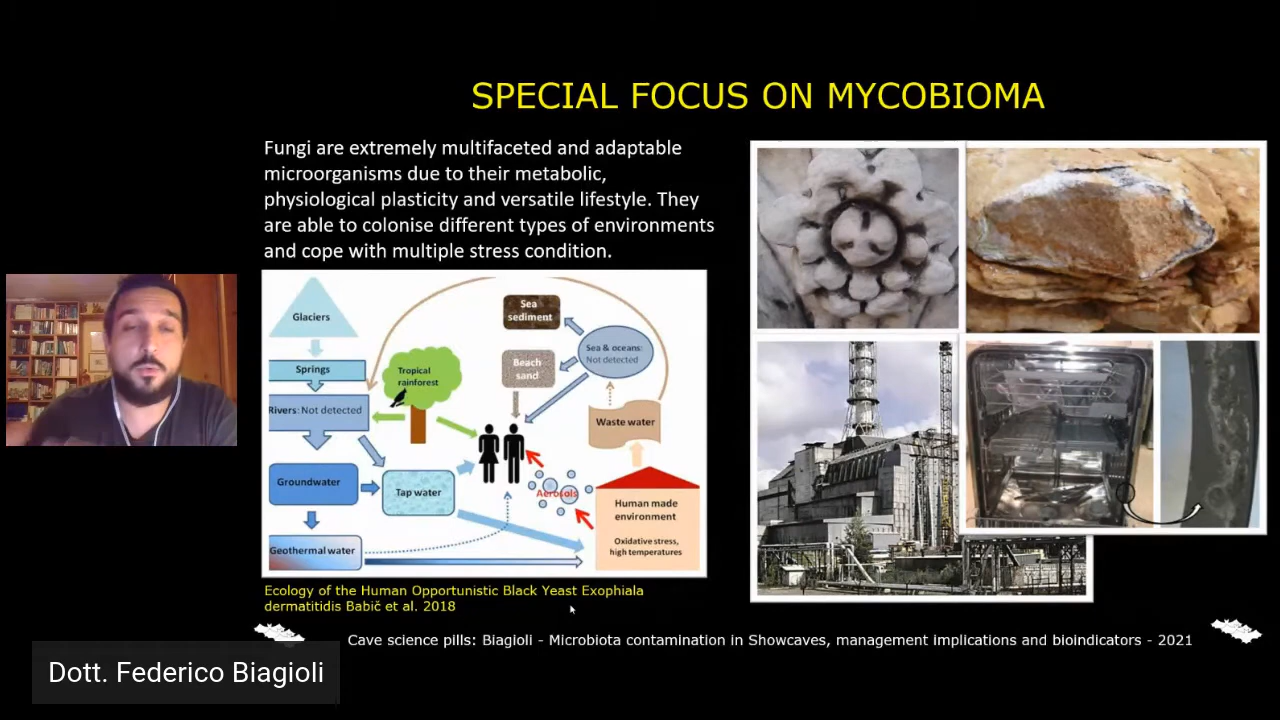 SPECIAL FOCUS ON MYCOBIOMA
Fungi are extremely multifaceted and adaptable
microorganisms due to their metabolic,
physiological plasticity and versatile lifestyle. They
are able to colonise different types of environments
and cope with multiple stress condition.
Glaciers
Springs
Rivers: Not detected
Groundwater
Geothermal water
Tropical
rainforest
Tap water
Sea
sediment
Beach
sand
Sea & oceans:
Not detected
Waste water
Aerosols
Human made
environment
Oxidative stress,
high temperatures
Ecology of the Human Opportunistic Black Yeast Exophiala
dermatitidis Babič et al. 2018
Cave science pills: Biagioli - Microbiota contamination in Showcaves, management implications and bioindicators - 2021
Dott. Federico Biagioli